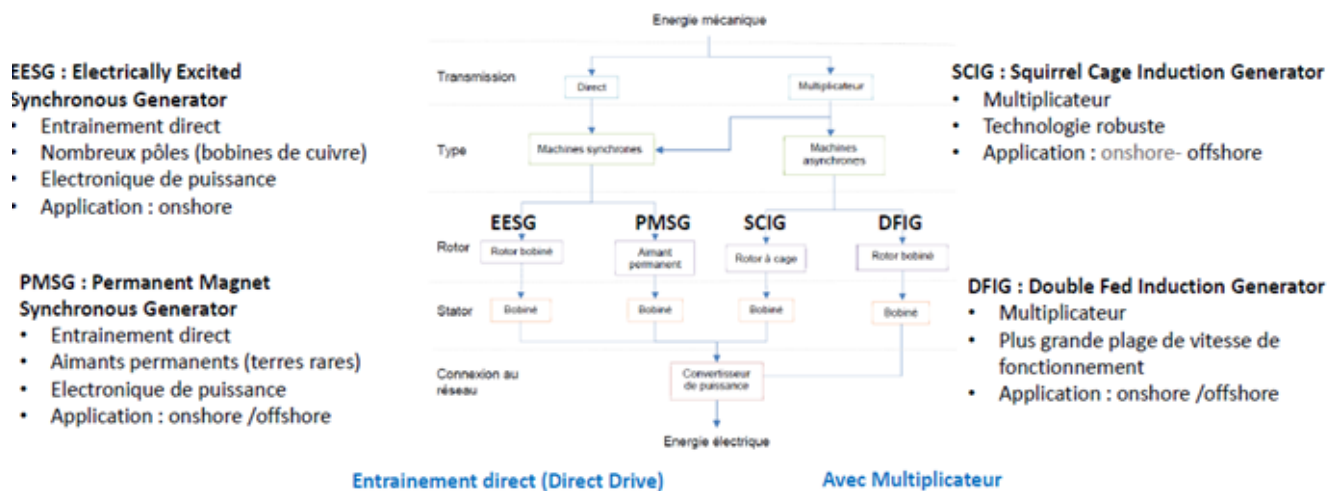 EESG : Electrically Excited
Synchronous Generator
• Entrainement direct
• Nombreux pôles (bobines de cuivre)
• Electronique de puissance
• Application : onshore
PMSG : Permanent Magnet
Synchronous Generator
• Entrainement direct
• Aimants permanents (terres rares)
• Electronique de puissance
• Application : onshore /offshore
Energie mécanique
Transmission
Direct
Multiplicateur
Type
Machines synchrones
Machines
asynchrones
EESG
PMSG
SCIG
DFIG
Rotor
Rotor bobiné
Aimant
permanent
Rotor à cage
Rotor bobiné
Stator
Bobiné
Bobiné
Bobiné
Bobiné
Connexion au
réseau
Convertisseur
de puissance
Energie électrique
SCIG : Squirrel Cage Induction Generator
• Multiplicateur
• Technologie robuste
• Application : onshore- offshore
DFIG : Double Fed Induction Generator
• Multiplicateur
• Plus grande plage de vitesse de
fonctionnement
• Application : onshore /offshore
Entrainement direct (Direct Drive)
Avec Multiplicateur